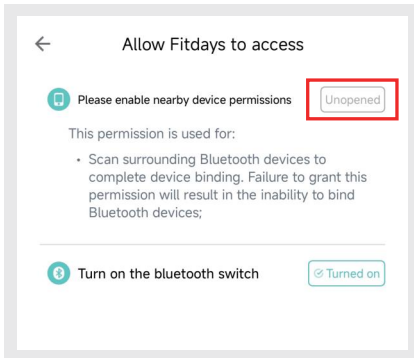 Allow Fitdays to access
Please enable nearby device permissions Unopened
This permission is used for:
• Scan surrounding Bluetooth devices to
complete device binding. Failure to grant this
permission will result in the inability to bind
Bluetooth devices;
Turn on the bluetooth switch Turned on